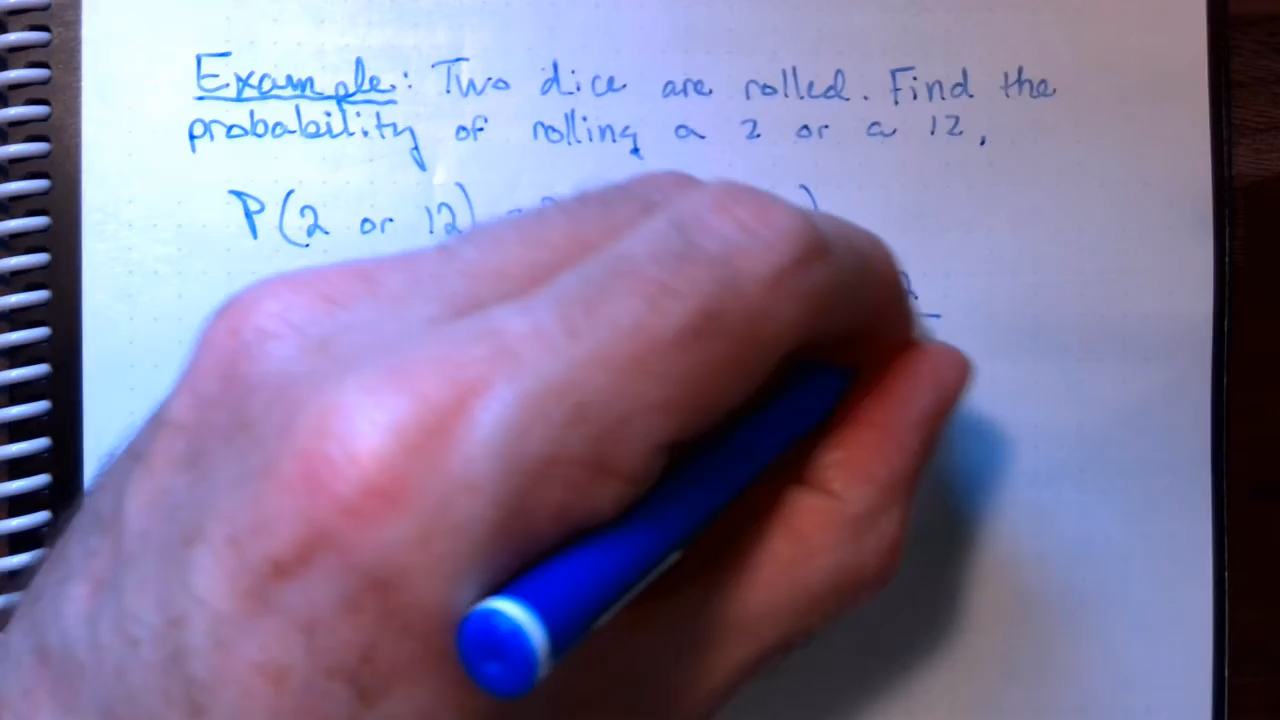 Example: Two dice are rolled. Find the
probability of rolling a 2 or a 12.
P(2 or 12) =